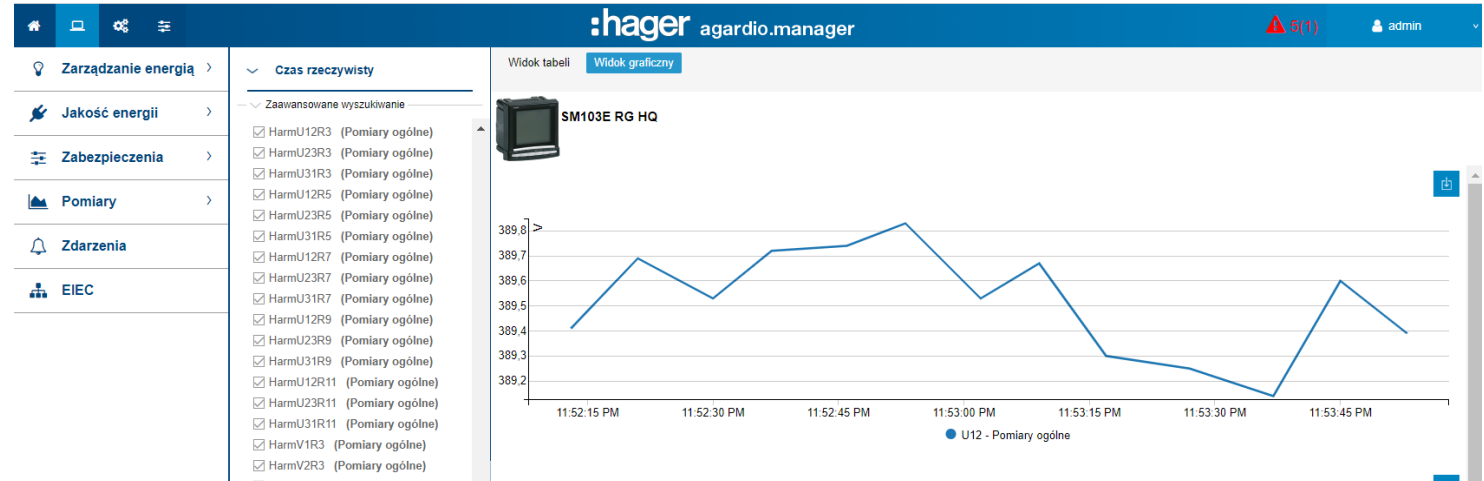 :hager agardio.manager
5(1)
admin
Zarządzanie energią
Jakość energii
Zabezpieczenia
Pomiary
Zdarzenia
EIEC
Czas rzeczywisty
Zaawansowane wyszukiwanie
HarmU12R3 (Pomiary ogólne)
HarmU23R3 (Pomiary ogólne)
HarmU31R3 (Pomiary ogólne)
HarmU12R5 (Pomiary ogólne)
HarmU23R5 (Pomiary ogólne)
HarmU31R5 (Pomiary ogólne)
HarmU12R7 (Pomiary ogólne)
HarmU23R7 (Pomiary ogólne)
HarmU31R7 (Pomiary ogólne)
HarmU12R9 (Pomiary ogólne)
HarmU23R9 (Pomiary ogólne)
HarmU31R9 (Pomiary ogólne)
HarmU12R11 (Pomiary ogólne)
HarmU23R11 (Pomiary ogólne)
HarmU31R11 (Pomiary ogólne)
HarmV1R3 (Pomiary ogólne)
HarmV2R3 (Pomiary ogólne)
Widok tabeli Widok graficzny
SM103E RG HQ
V
389,8
389,7
389,6
389,5
389,4
389,3
389,2
11:52:15 PM 11:52:30 PM 11:52:45 PM 11:53:00 PM 11:53:15 PM 11:53:30 PM 11:53:45 PM
U12 - Pomiary ogólne